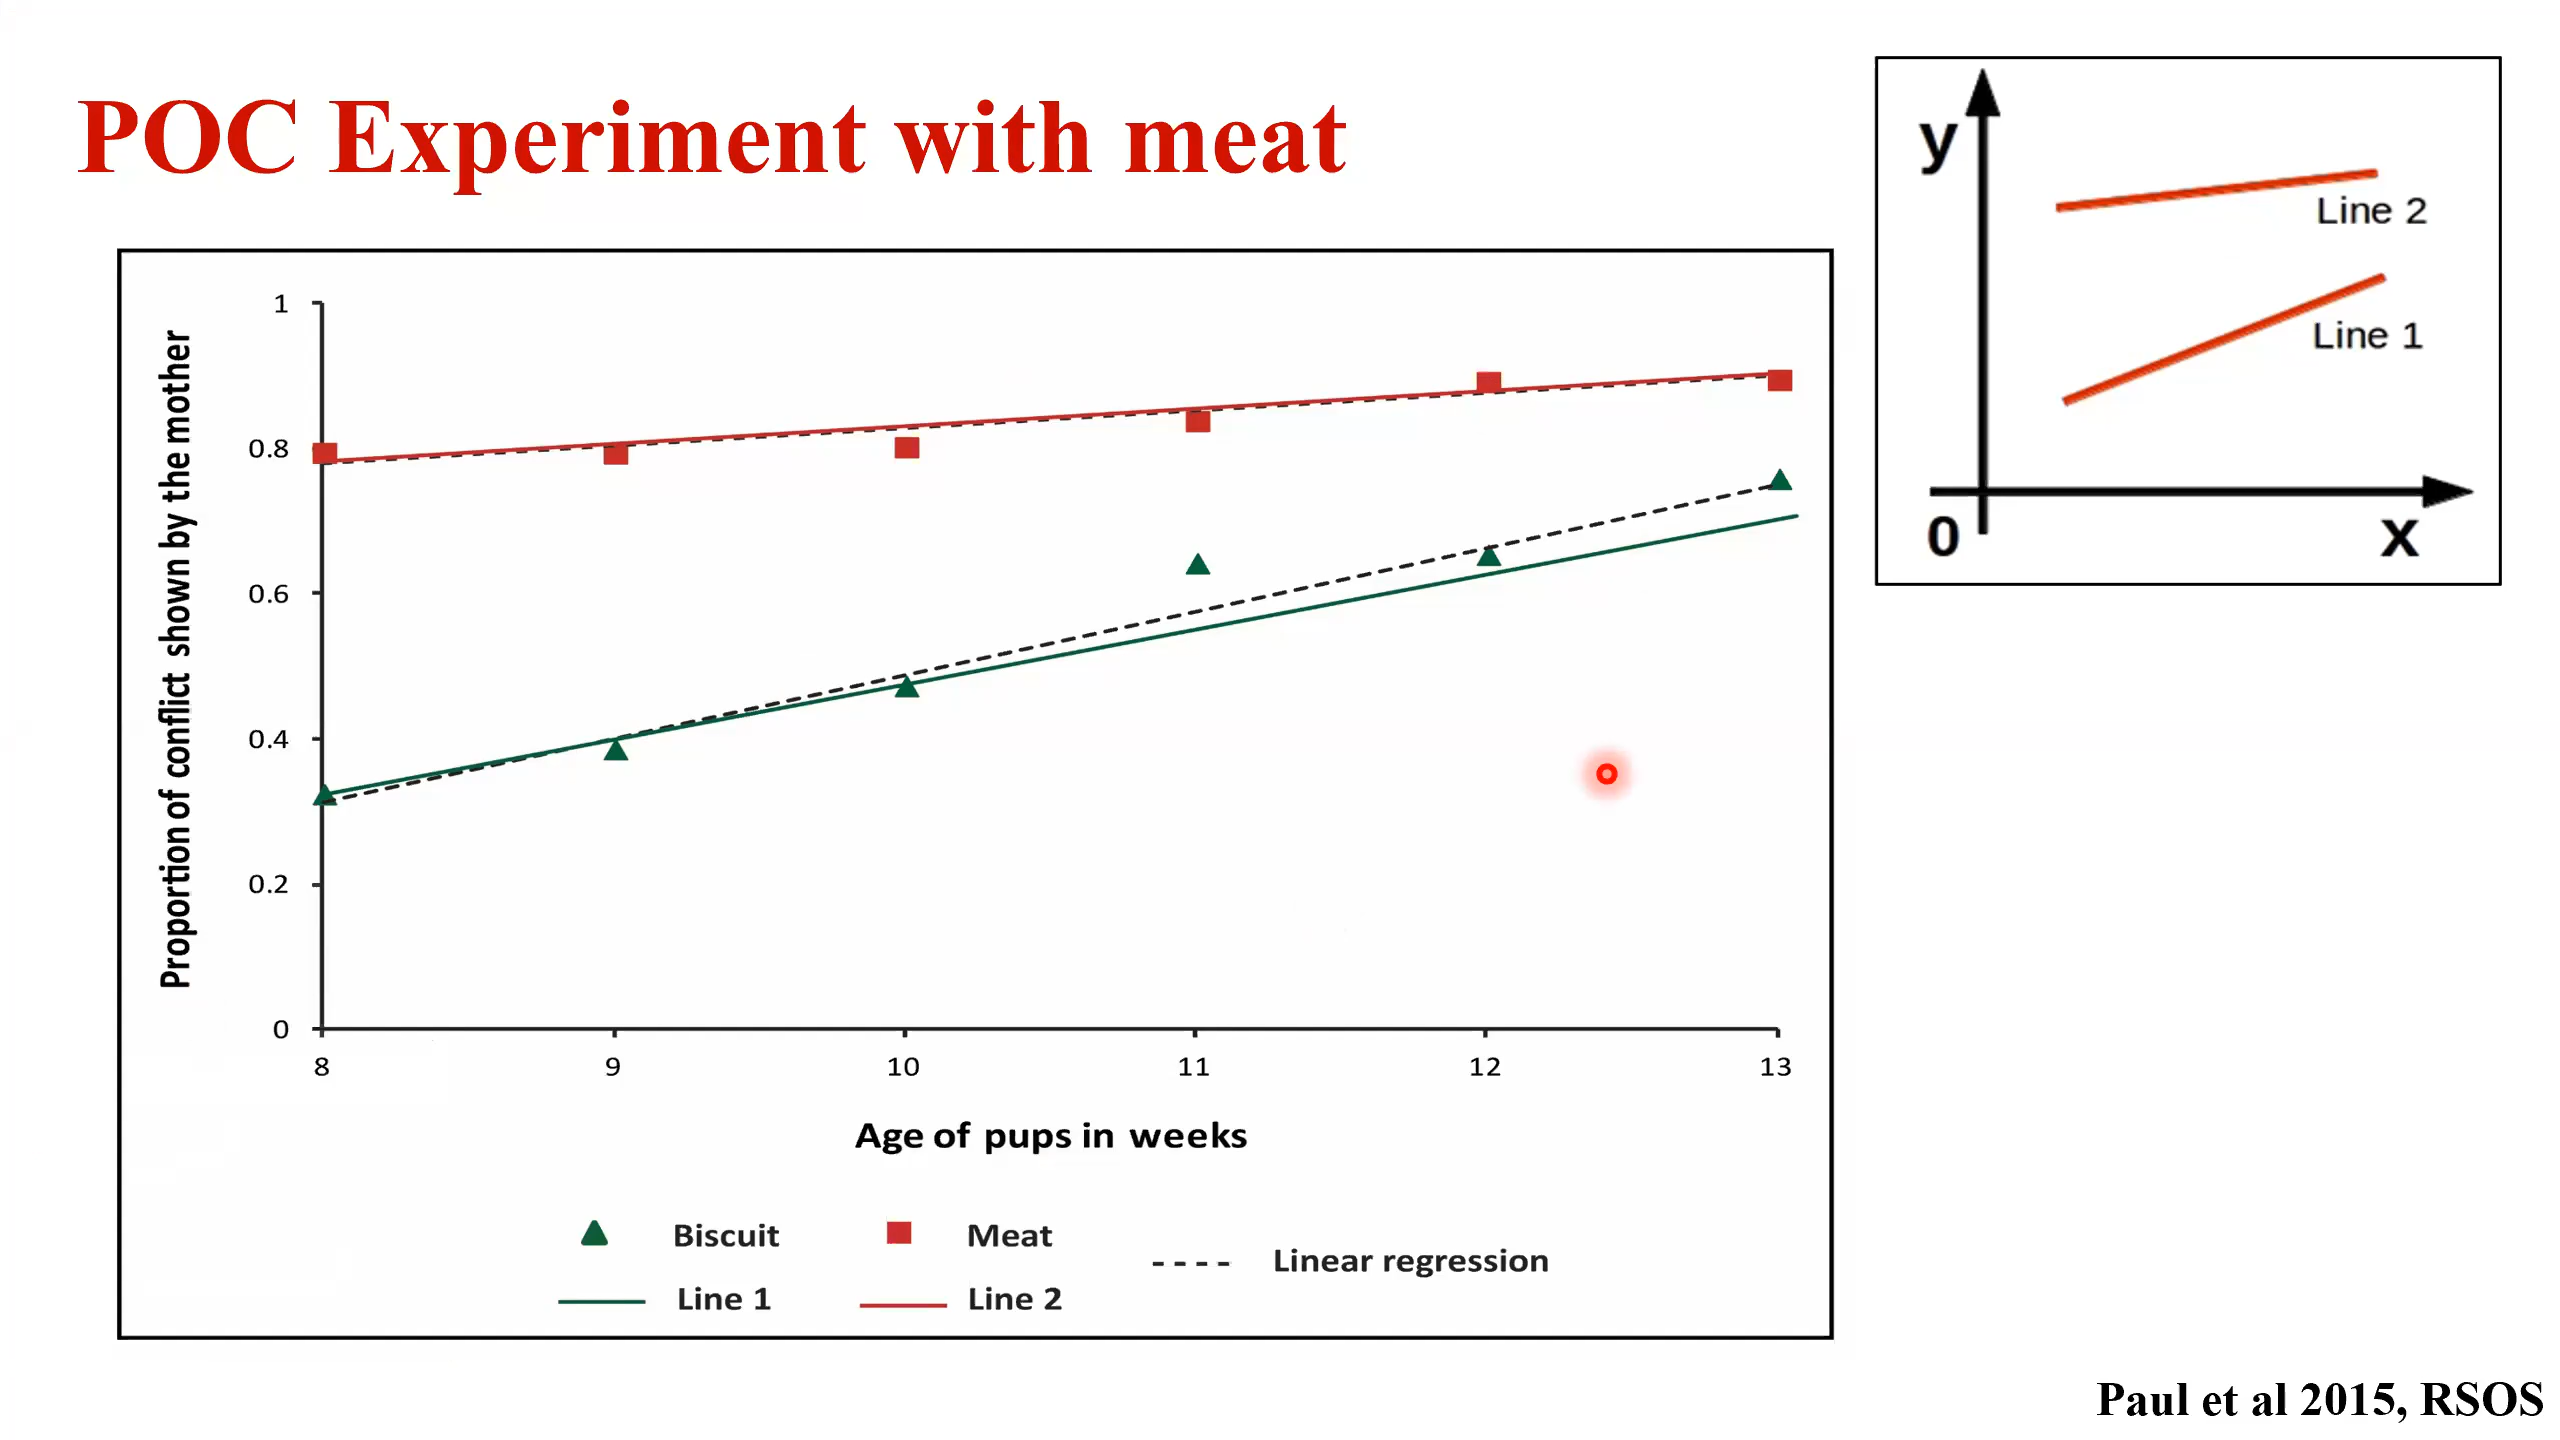 POC Experiment with meat
y
Line 2
Line 1
0
x
Proportion of conflict shown by the mother
1
0.8
0.6
0.4
0.2
0
8 9 10 11 12 13
Age of pups in weeks
Biscuit Meat
Linear regression
Line 1 Line 2
Paul et al 2015, RSOS